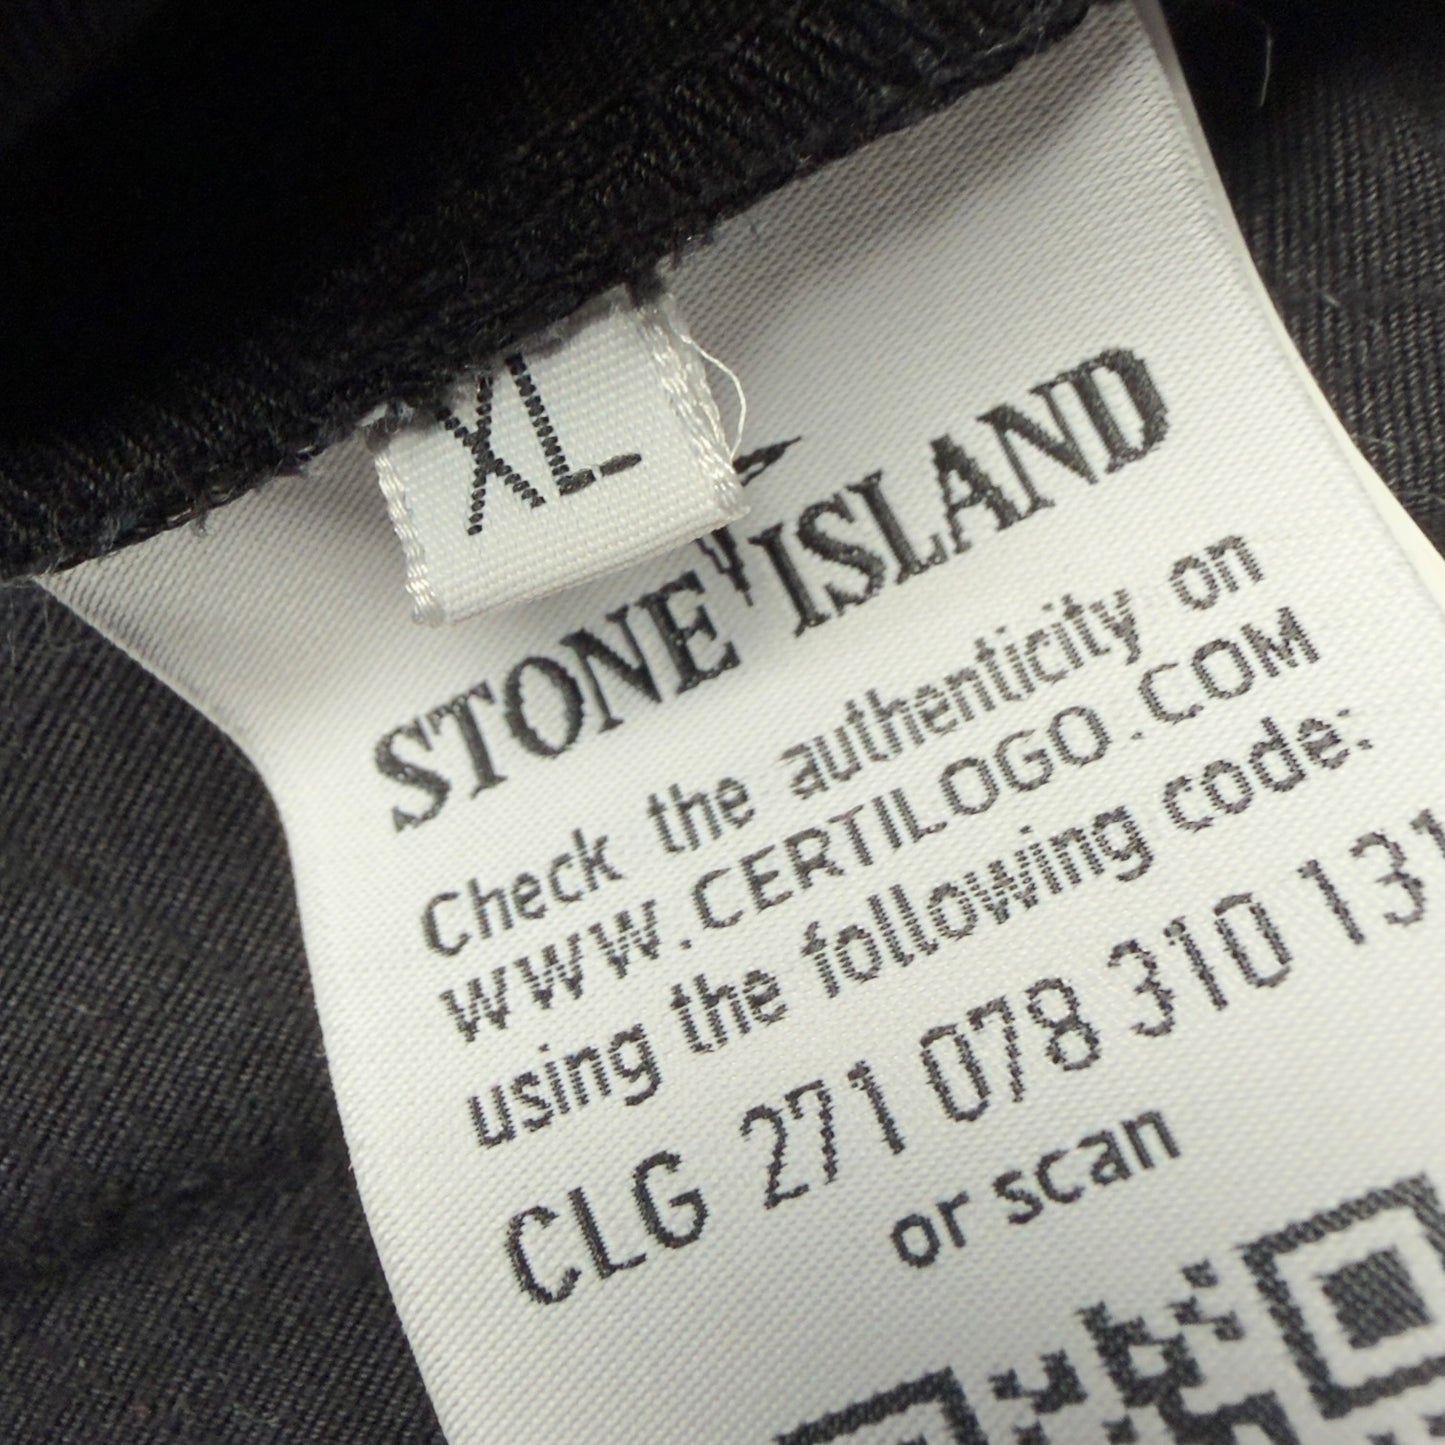 XL
STONE ISLAND
Check the authenticity on
WWW.CERTILOGO.COM
using the following code:
CLG 271 078 310 131
or scan